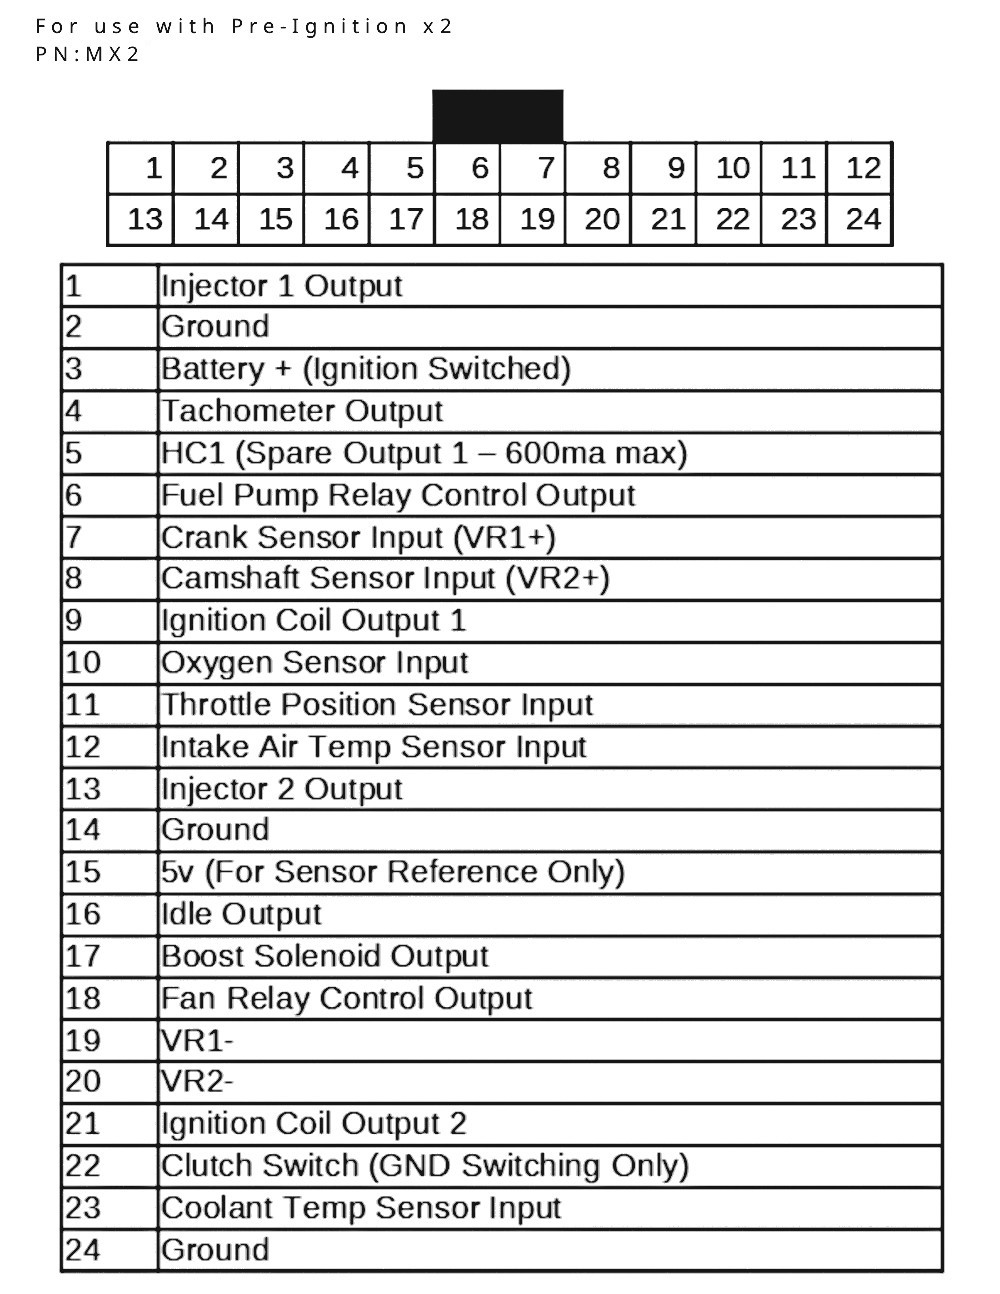 For use with Pre-Ignition x2
PN:MX2
1 2 3 4 5 6 7 8 9 10 11 12
13 14 15 16 17 18 19 20 21 22 23 24
1 Injector 1 Output
2 Ground
3 Battery + (Ignition Switched)
4 Tachometer Output
5 HC1 (Spare Output 1 – 600ma max)
6 Fuel Pump Relay Control Output
7 Crank Sensor Input (VR1+)
8 Camshaft Sensor Input (VR2+)
9 Ignition Coil Output 1
10 Oxygen Sensor Input
11 Throttle Position Sensor Input
12 Intake Air Temp Sensor Input
13 Injector 2 Output
14 Ground
15 5v (For Sensor Reference Only)
16 Idle Output
17 Boost Solenoid Output
18 Fan Relay Control Output
19 VR1-
20 VR2-
21 Ignition Coil Output 2
22 Clutch Switch (GND Switching Only)
23 Coolant Temp Sensor Input
24 Ground